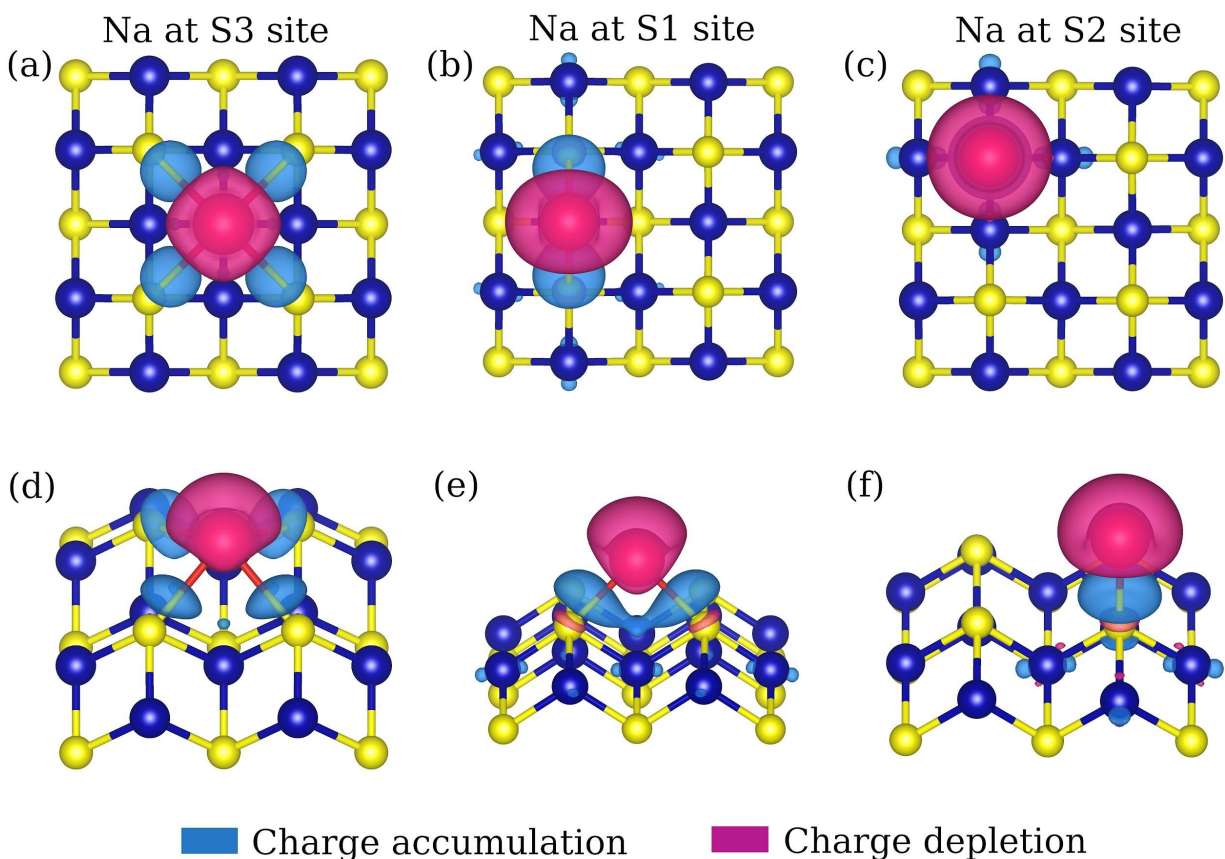 Na at S3 site
Na at S1 site
Na at S2 site
(a)
(b)
(c)
(d)
(e)
(f)
Charge accumulation
Charge depletion